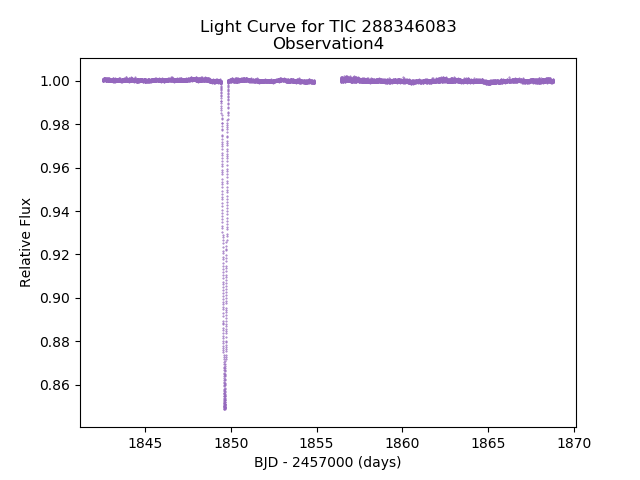 Light Curve for TIC 288346083
Observation4
Relative Flux
1.00
0.98
0.96
0.94
0.92
0.90
0.88
0.86
1845 1850 1855 1860 1865 1870
BJD - 2457000 (days)